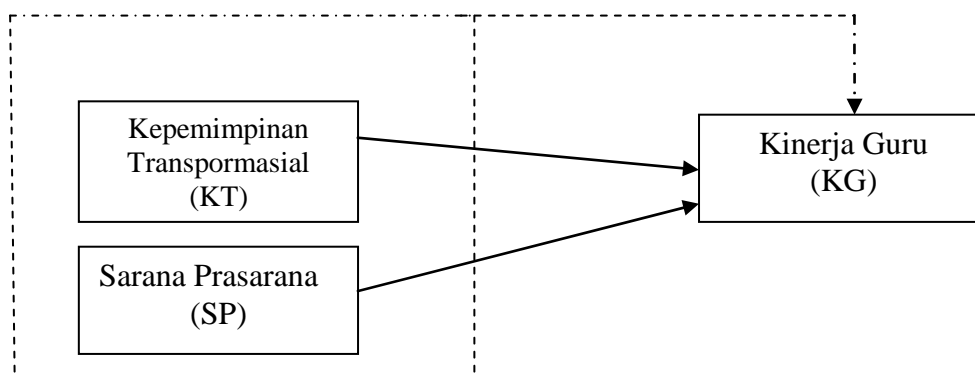 Kepemimpinan
Transpormasial
(KT)
Kinerja Guru
(KG)
Sarana Prasarana
(SP)